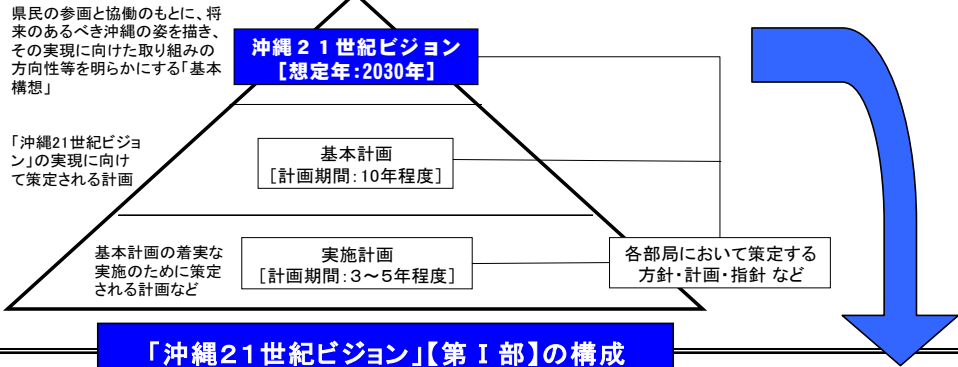 県民の参画と協働のもとに、将
来のあるべき沖縄の姿を描き、
その実現に向けた取り組みの
方向性等を明らかにする「基本
構想」
沖縄２１世紀ビジョン
［想定年：2030年］
「沖縄21世紀ビジョ
ン」の実現に向け
て策定される計画
基本計画
［計画期間：10年程度］
基本計画の着実な
実施のために策定
される計画など
実施計画
［計画期間：３～５年程度］
各部局において策定する
方針・計画・指針 など
「沖縄２１世紀ビジョン」【第Ⅰ部】の構成